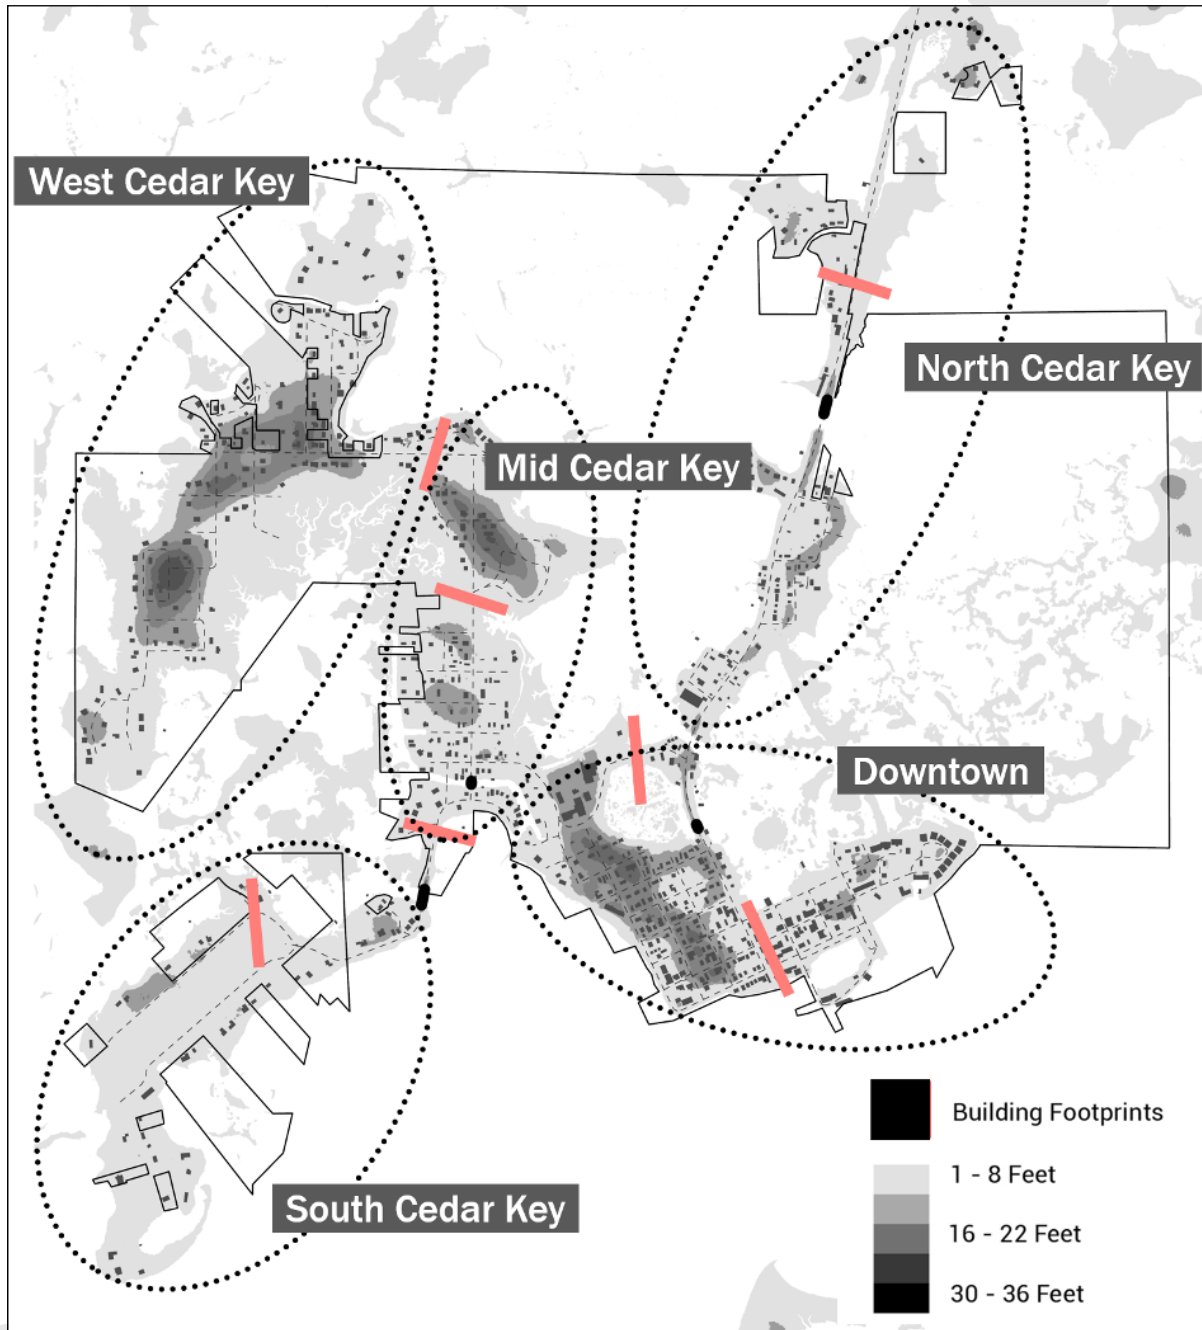 West Cedar Key
North Cedar Key
Mid Cedar Key
Downtown
South Cedar Key
Building Footprints
1 - 8 Feet
16 - 22 Feet
30 - 36 Feet